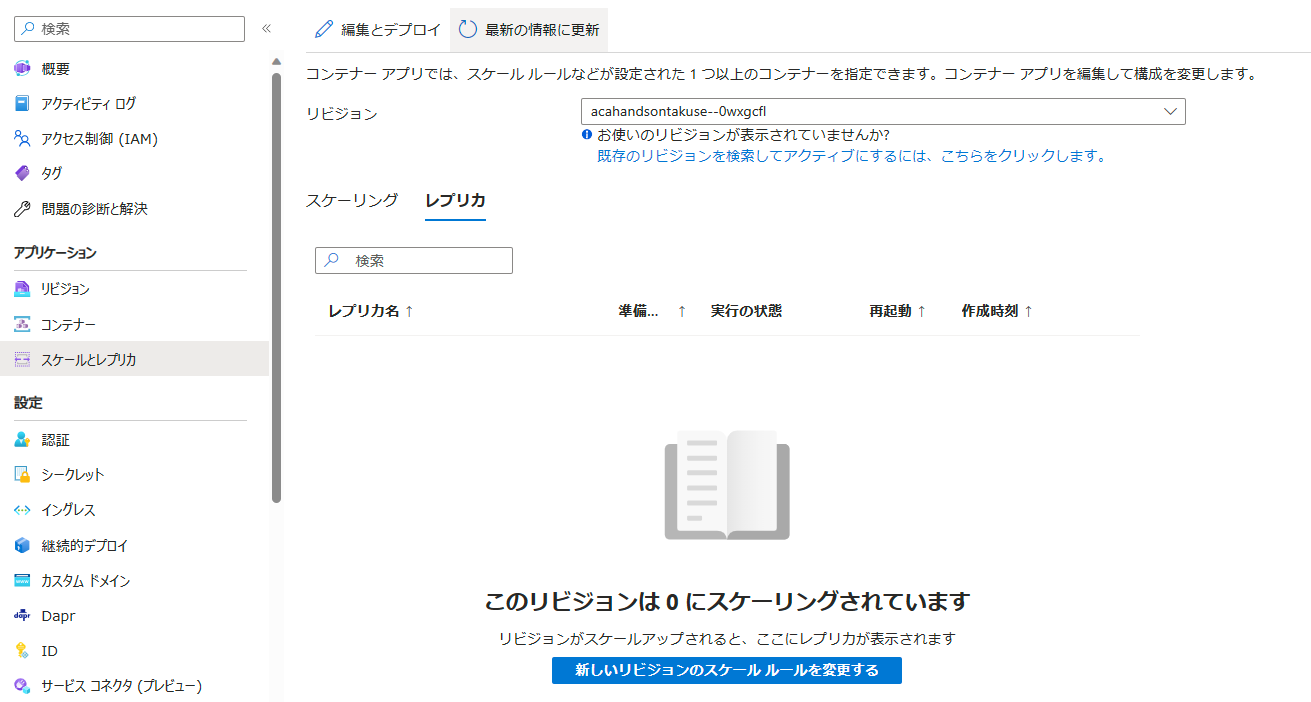 検索
«
概要
アクティビティ ログ
アクセス制御 (IAM)
タグ
問題の診断と解決
アプリケーション
リビジョン
コンテナー
スケールとレプリカ
設定
認証
シークレット
イングレス
継続的デプロイ
カスタム ドメイン
Dapr
ID
サービス コネクタ (プレビュー)
編集とデプロイ 最新の情報に更新
コンテナー アプリでは、スケール ルールなどが設定された 1 つ以上のコンテナーを指定できます。コンテナー アプリを編集して構成を変更します。
リビジョン acahandsontakuse--0wxgcfl
お使いのリビジョンが表示されていませんか?
既存のリビジョンを検索してアクティブにするには、こちらをクリックします。
スケーリング レプリカ
検索
レプリカ名 ↑ 準備... ↑ 実行の状態 再起動 ↑ 作成時刻 ↑
このリビジョンは 0 にスケーリングされています
リビジョンがスケールアップされると、ここにレプリカが表示されます
新しいリビジョンのスケール ルールを変更する